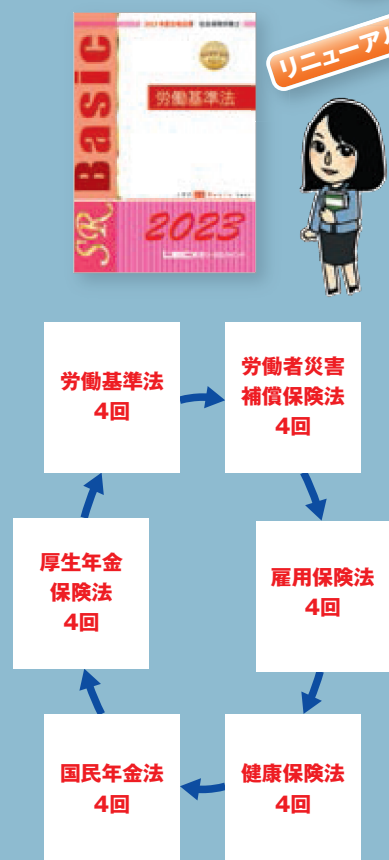 リニューアル
Basic
労働基準法
SR
2023
労働基準法
4回
労働者災害
補償保険法
4回
雇用保険法
4回
健康保険法
4回
国民年金法
4回
厚生年金
保険法
4回